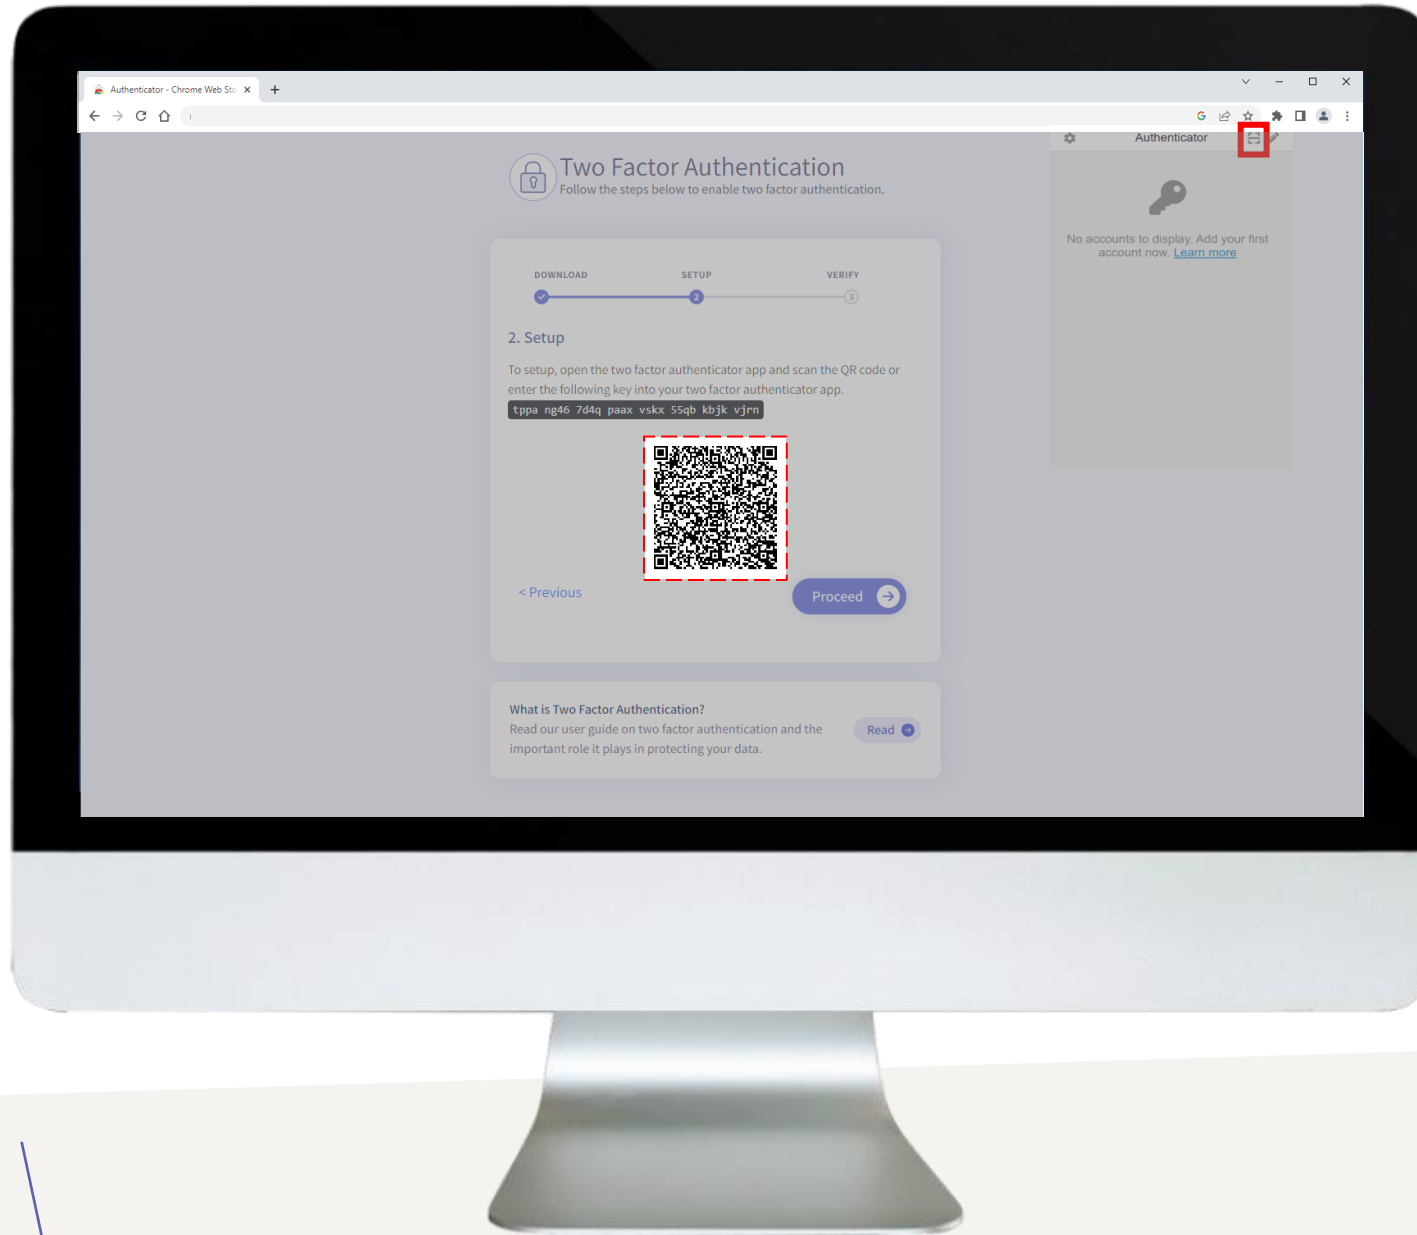 Authenticator - Chrome Web Sto
Authenticator
No accounts to display. Add your first
account now. Learn more
Two Factor Authentication
Follow the steps below to enable two factor authentication.
DOWNLOAD SETUP VERIFY
2 3
2. Setup
To setup, open the two factor authenticator app and scan the QR code or
enter the following key into your two factor authenticator app.
tppa ng46 7d4q paax vskx 55qb kbjk vjrn
< Previous
Proceed
What is Two Factor Authentication?
Read our user guide on two factor authentication and the
important role it plays in protecting your data.
Read